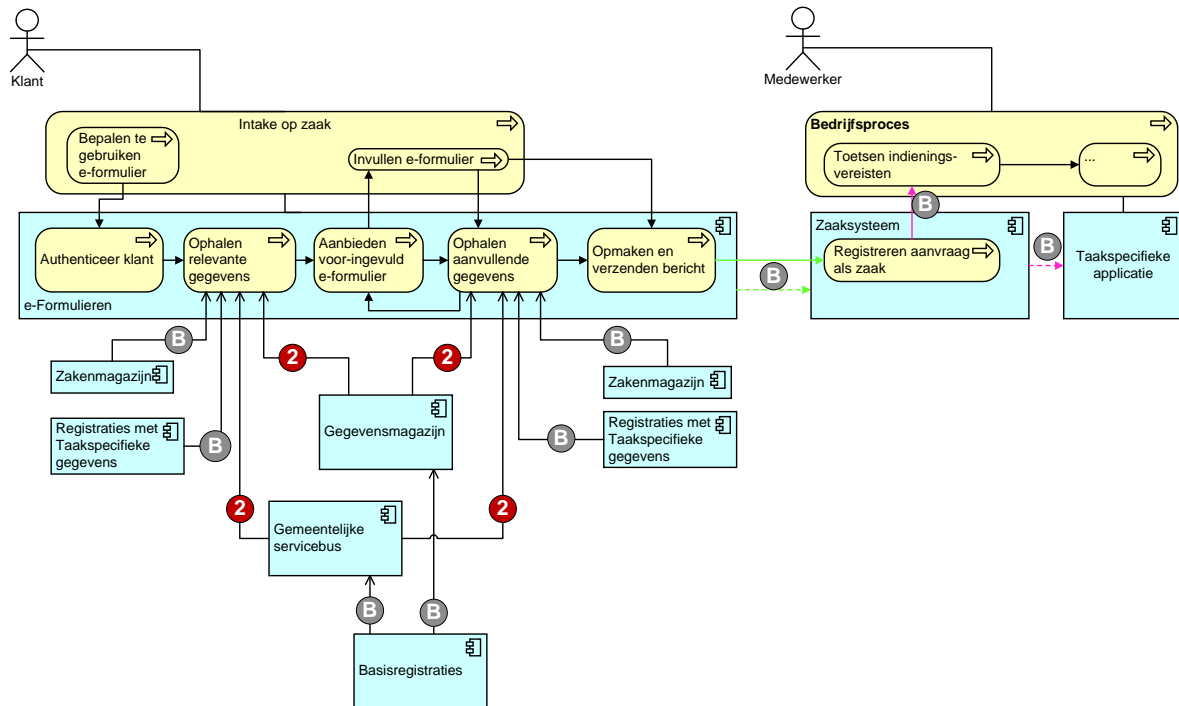 Klant
Medewerker
Intake op zaak
Bepalen te
gebruiken
e-formulier
Invullen e-formulier
Bedrijfsproces
Toetsen indienings-
vereisten
...
B
Authenticeer klant
Ophalen
relevante
gegevens
Aanbieden
voor-ingevuld
e-formulier
Ophalen
aanvullende
gegevens
Opmaken en
verzenden bericht
e-Formulieren
B
Zaaksysteem
Registreren aanvraag
als zaak
B
Taakspecifieke
applicatie
B
2
2
B
Zakenmagazijn
Zakenmagazijn
Registraties met
Taakspecifieke
gegevens
B
Gegevensmagazijn
B
Registraties met
Taakspecifieke
gegevens
2
2
Gemeentelijke
servicebus
B
B
Basisregistraties